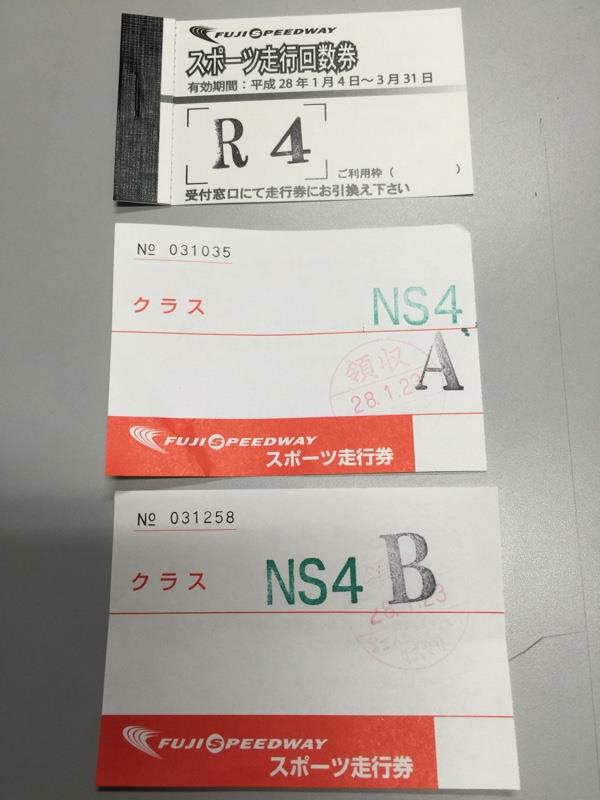 FUJI SPEEDWAY
スポーツ走行回数券
有効期間:平成28年1月4日〜3月31日
R 4
ご利用枠( )
受付窓口にて走行券にお引換え下さい
№ 031035
クラス
NS4
A
領収
28.1.23
FUJI SPEEDWAY
スポーツ走行券
№ 031258
クラス
NS4
B
28.1.23
FUJI SPEEDWAY
スポーツ走行券